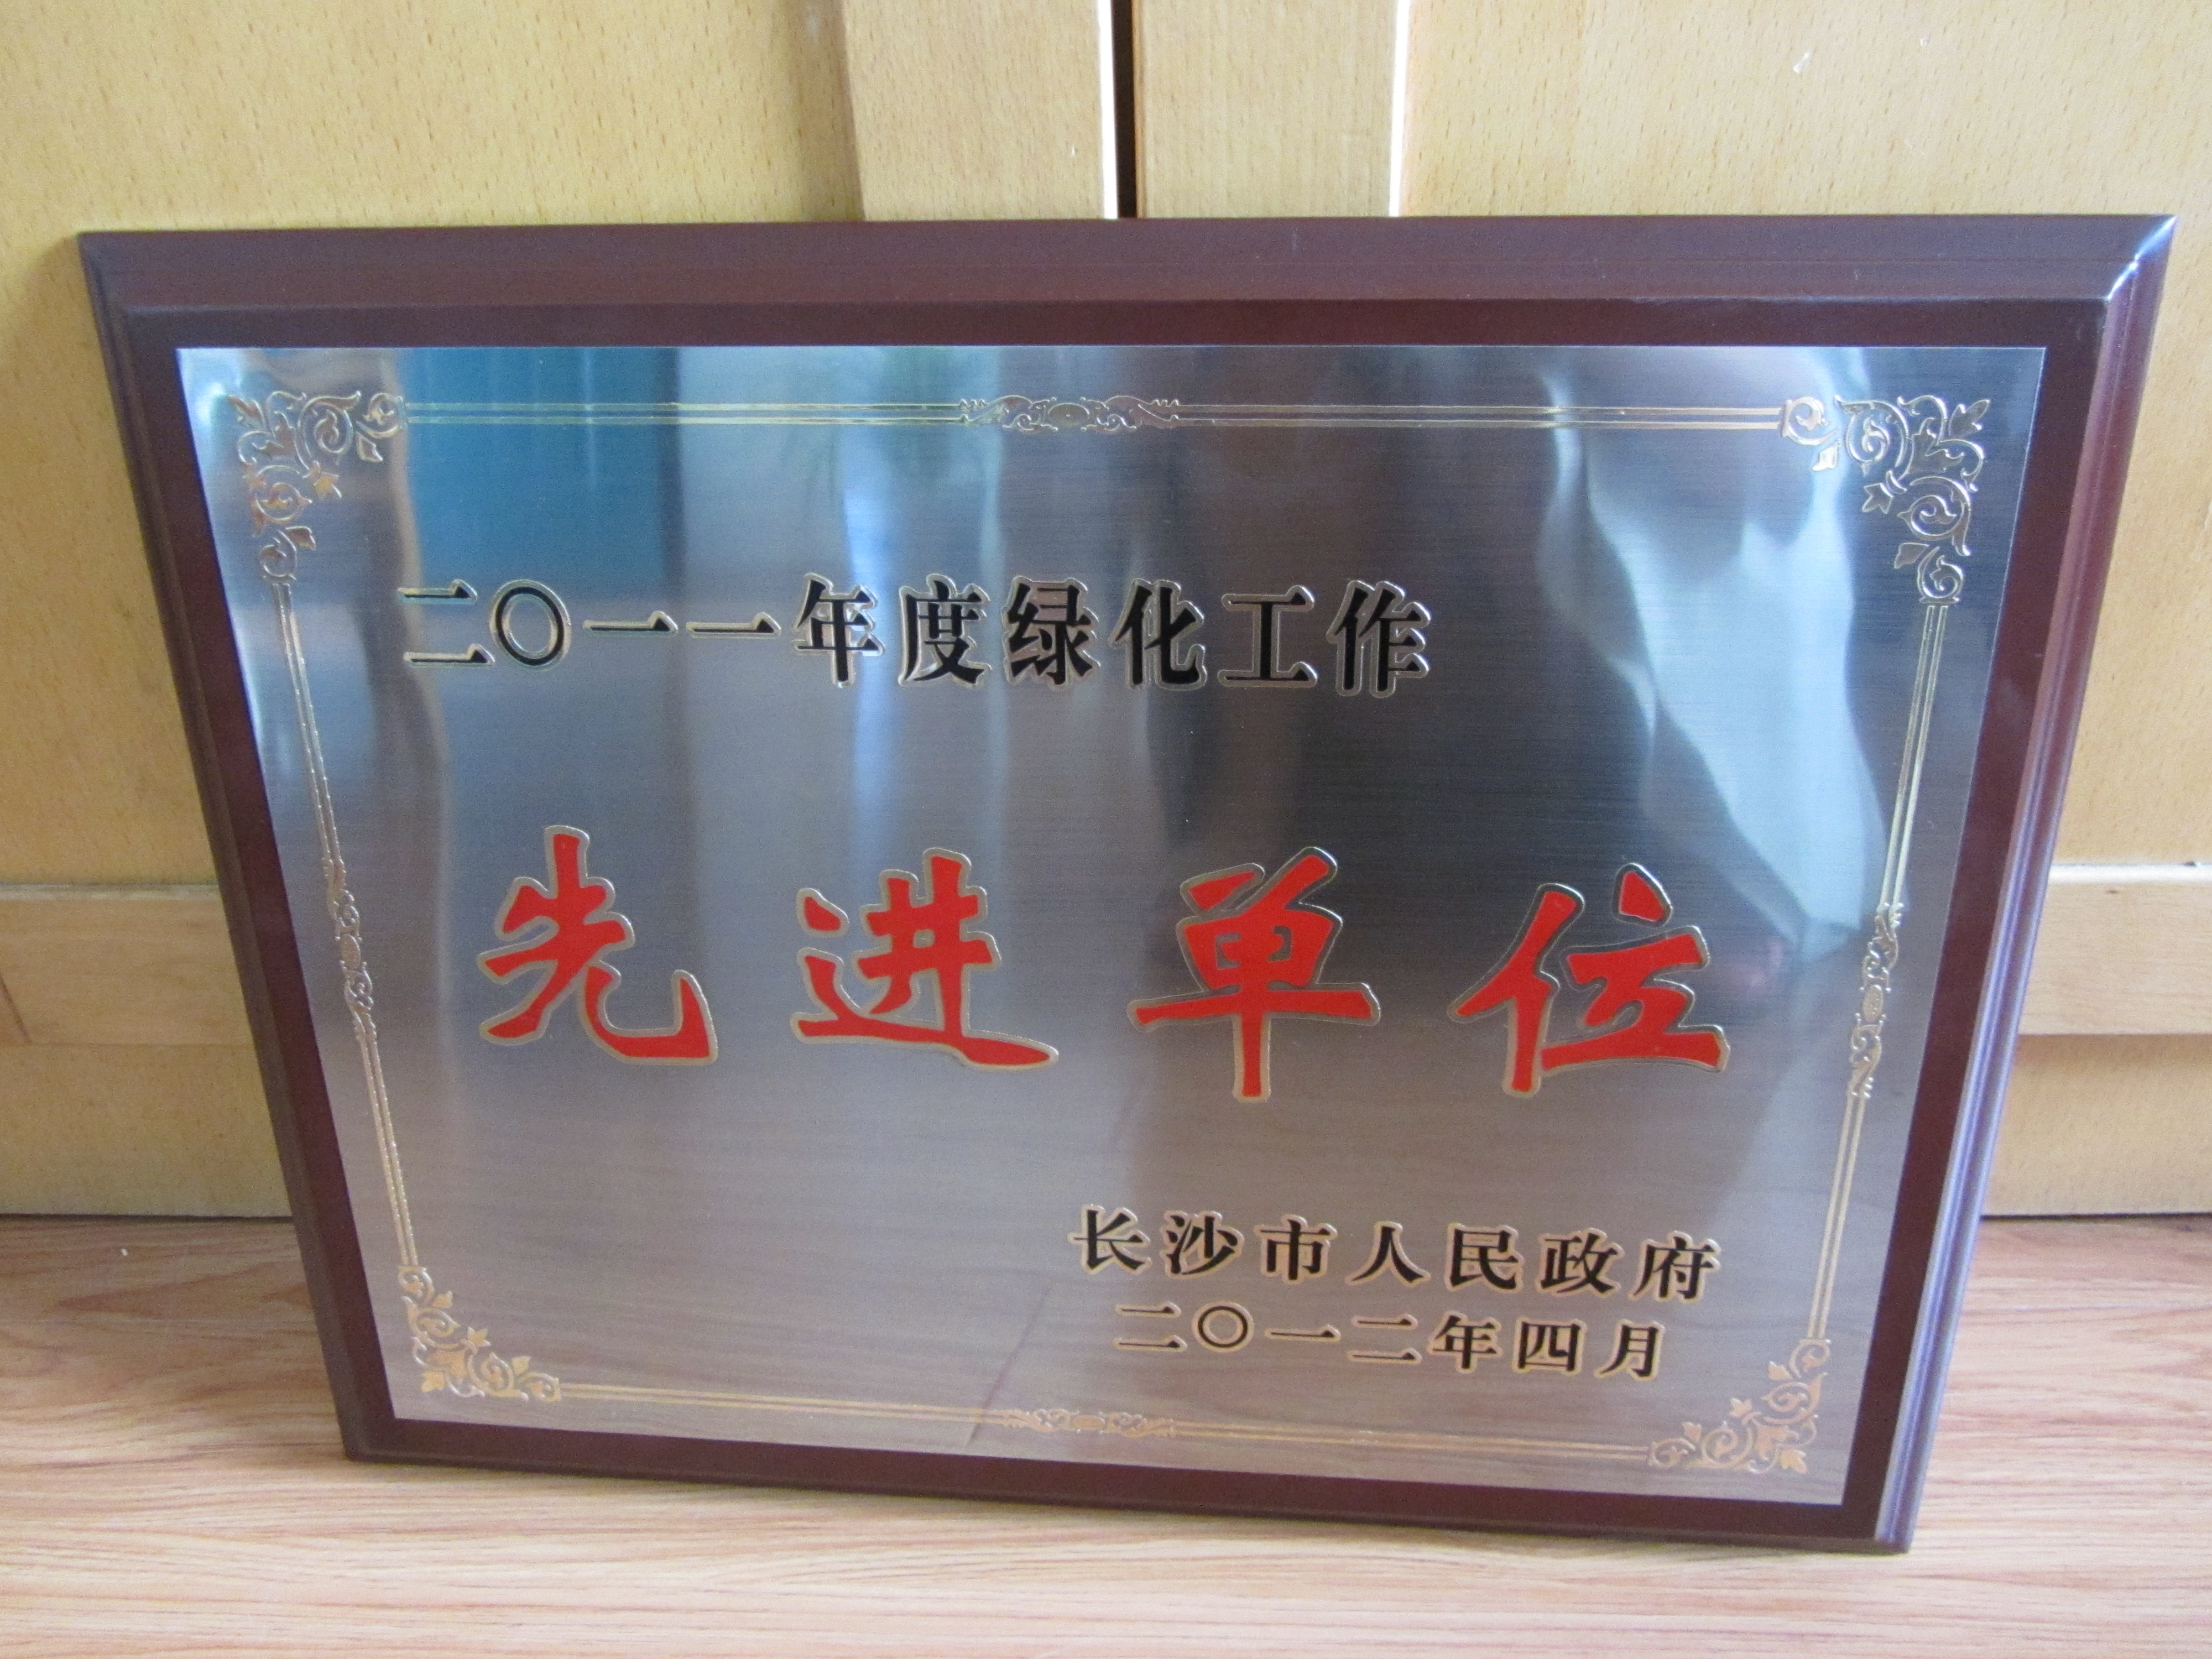 二〇一一年度绿化工作
先进单位
长沙市人民政府
二〇一二年四月